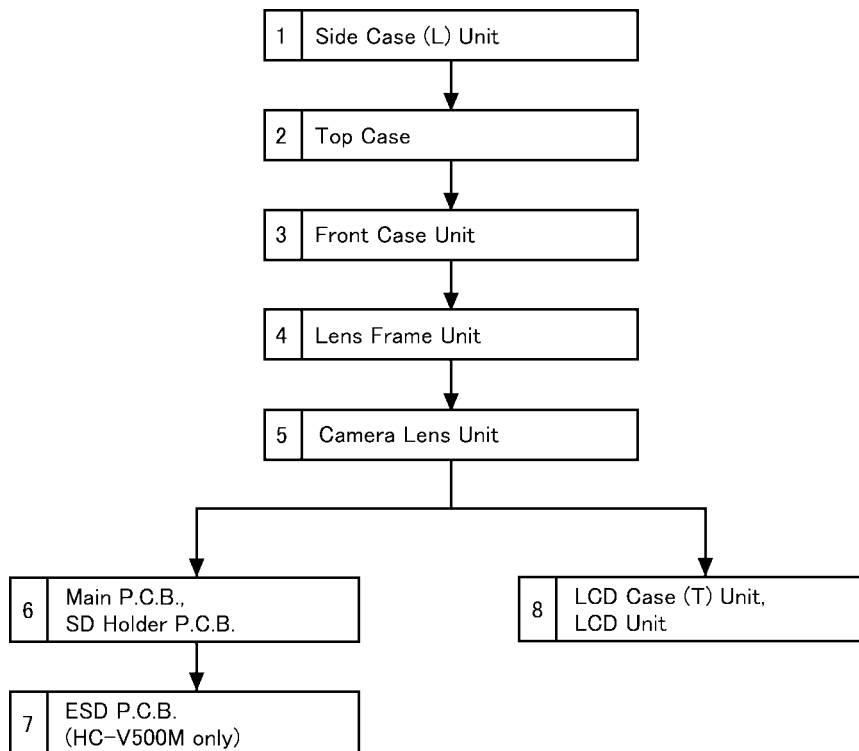 1 Side Case (L) Unit
2 Top Case
3 Front Case Unit
4 Lens Frame Unit
5 Camera Lens Unit
6 Main P.C.B.,
SD Holder P.C.B.
7 ESD P.C.B.
(HC-V500M only)
8 LCD Case (T) Unit,
LCD Unit